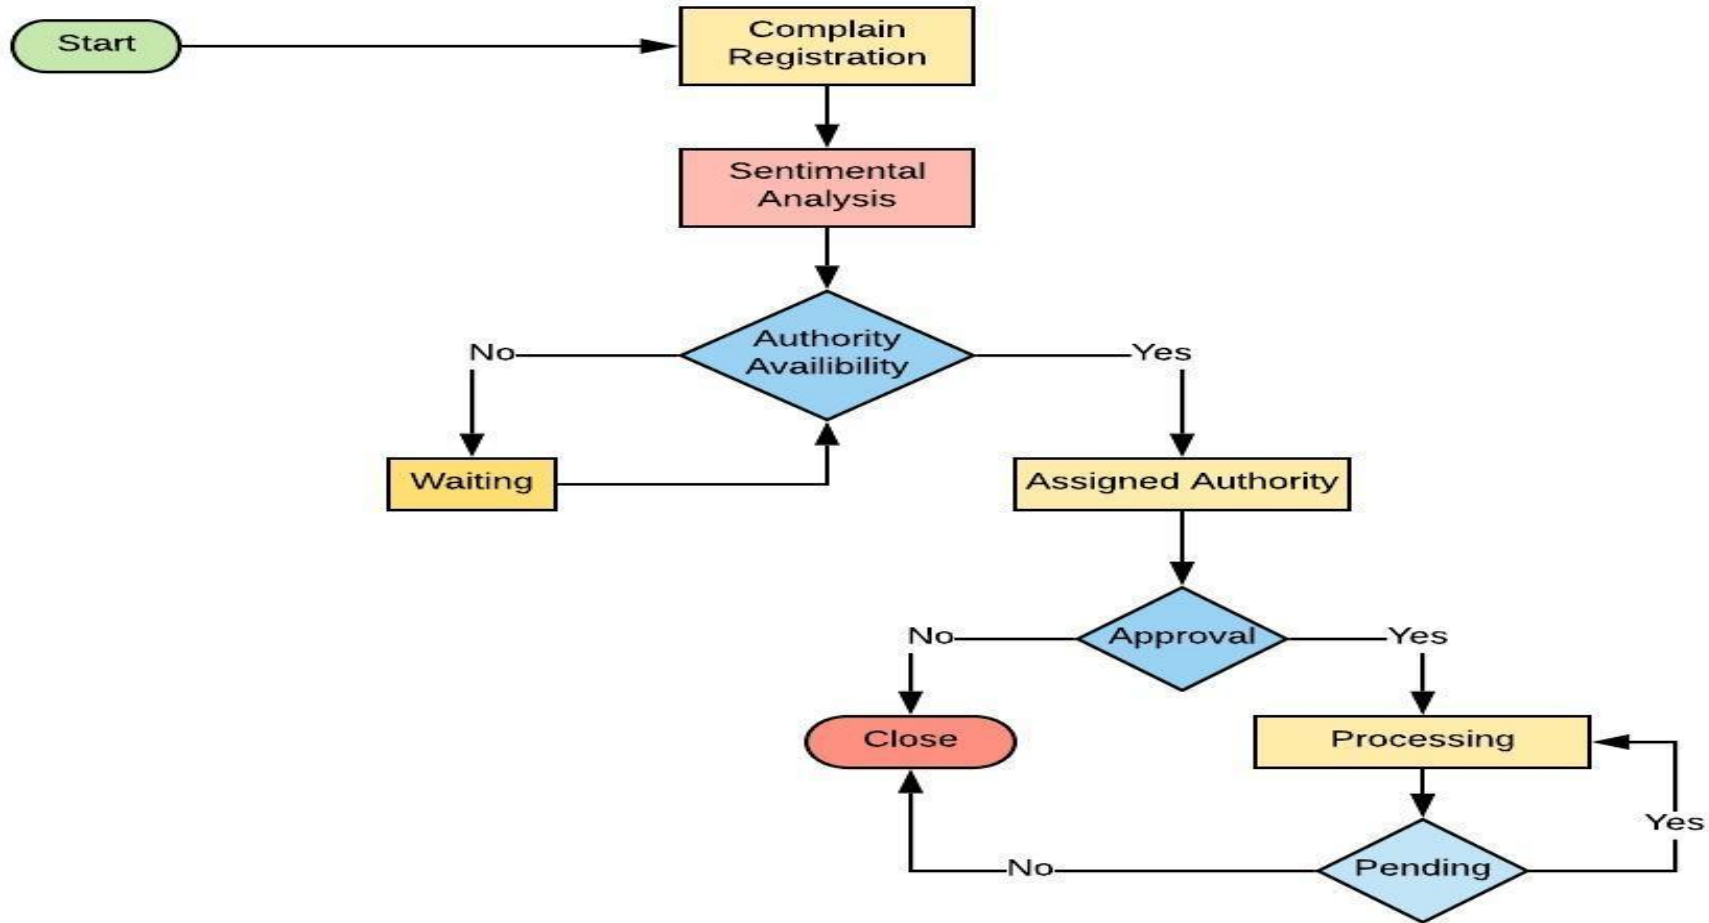 Start
Complain
Registration
Sentimental
Analysis
Authority
Availibility
No
Yes
Waiting
Assigned Authority
Approval
No
Yes
Close
Processing
Yes
Pending
No